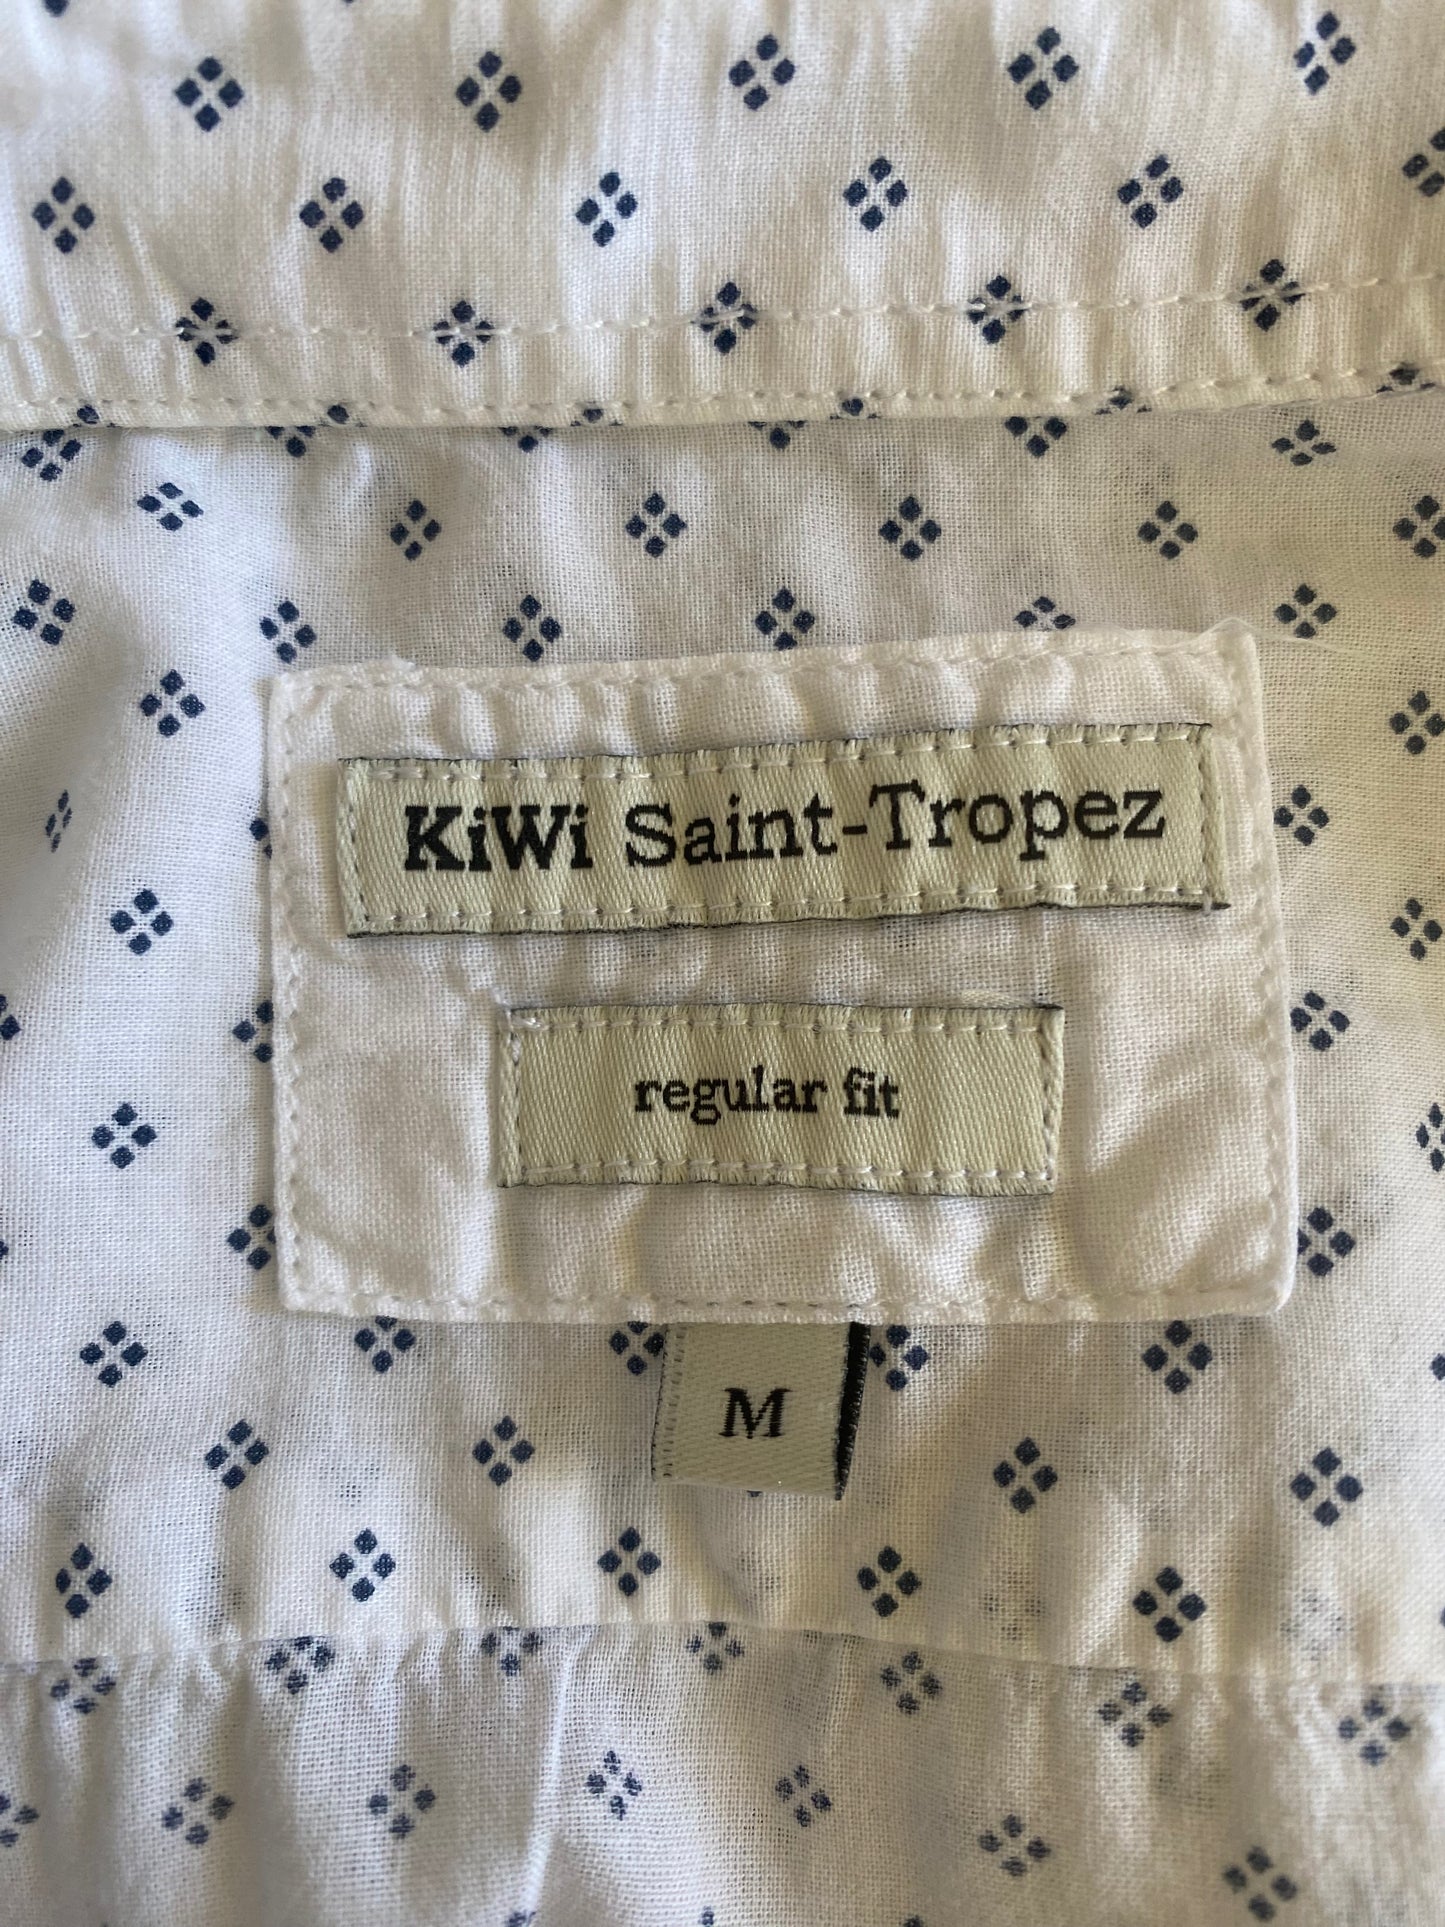 KiWi Saint-Tropez
regular fit
M